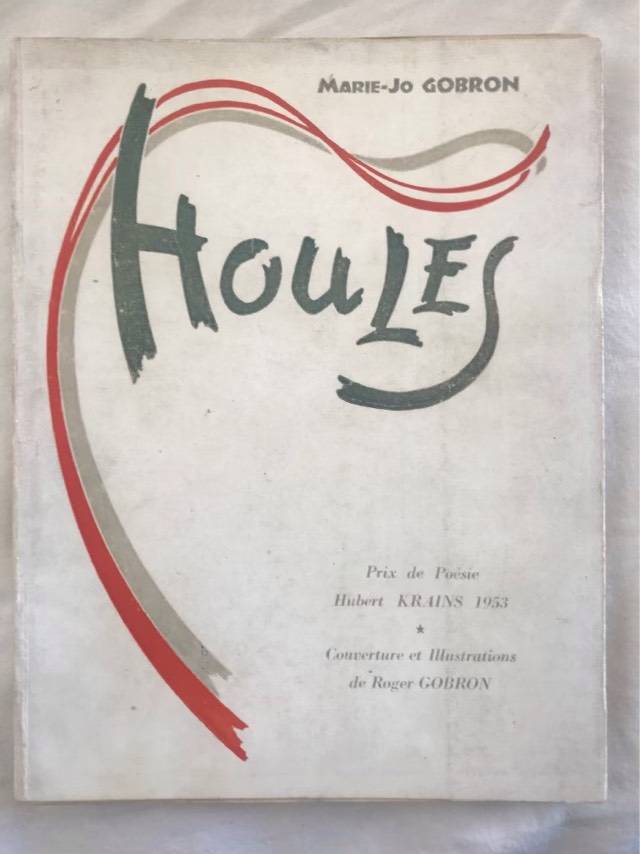 MARIE-JO GOBRON
HOULES
Prix de Poésie
Hubert KRAINS 1953
★
Couverture et Illustrations
de Roger GOBRON